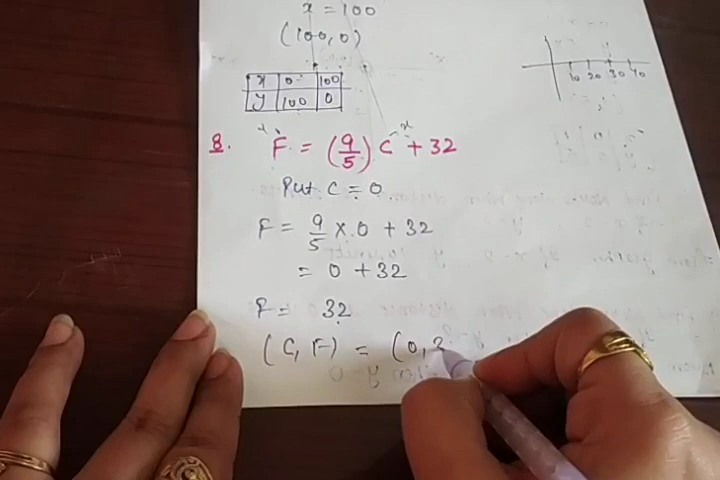 x = 100
(100, 0)
x 0 100
y 100 0
10 20 30 40
y x
8. F = (9/5) C + 32
Put C = 0
F = 9/5 × 0 + 32
= 0 + 32
F = 32
(C, F) = (0, 3